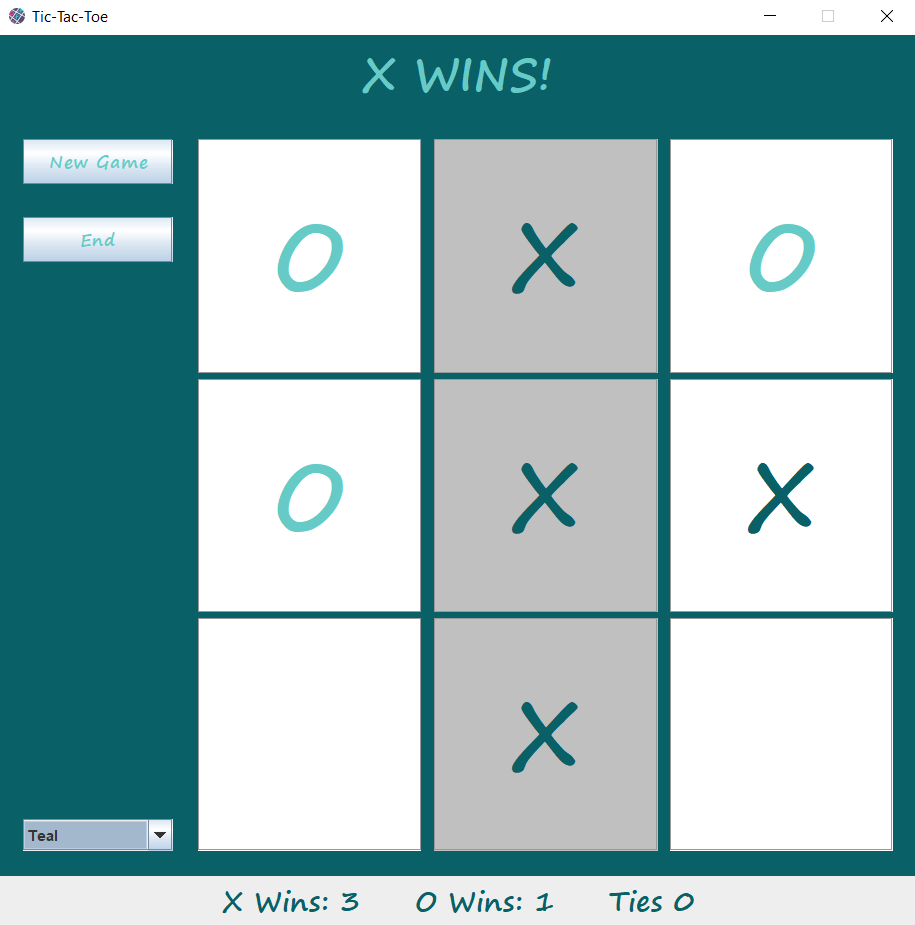 Tic-Tac-Toe
X WINS!
New Game
End
O X O
O X X
X
Teal
X Wins: 3 O Wins: 1 Ties 0